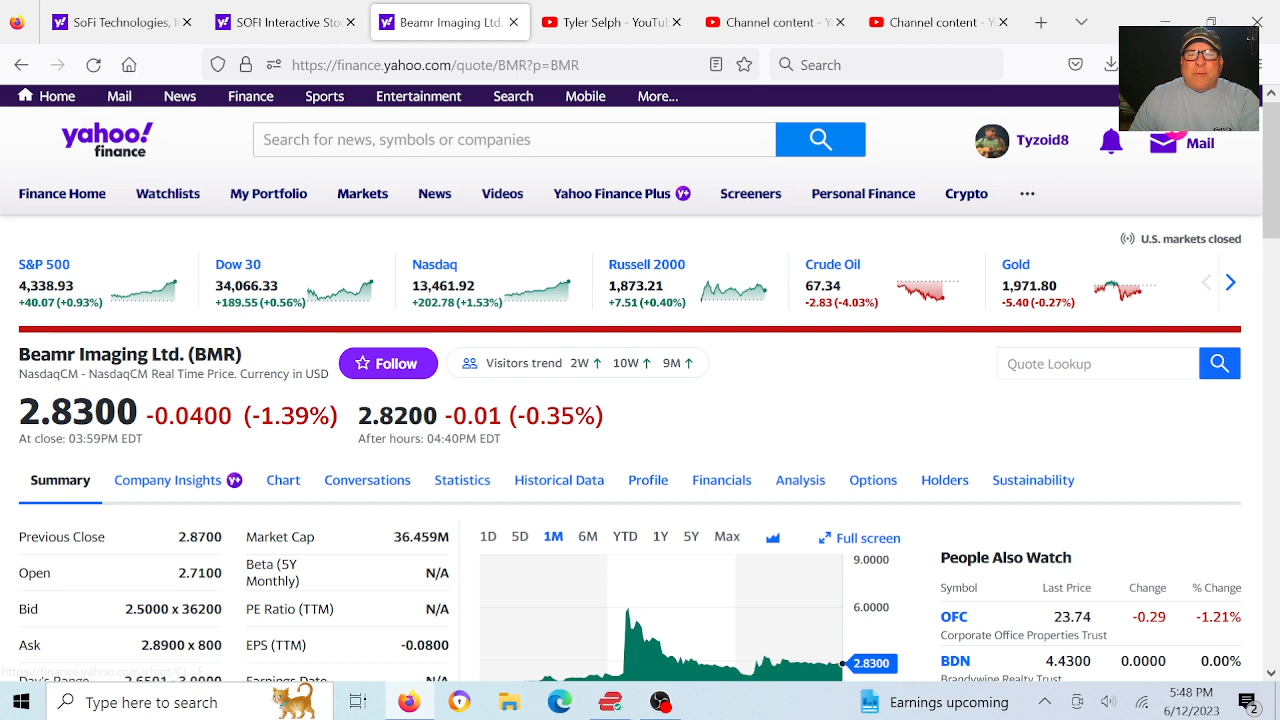 SoFi Technologies,
SoundHound Sto
Beamr Imaging Ltd.
Tyler Selph - YouTu
Channel content - Y
Channel content - Y
https://finance.yahoo.com/quote/BMR?p=BMR
Search
Home Mail News Finance Sports Entertainment Search Mobile More...
yahoo!
finance
Search for news, symbols or companies
Tyzoid8
Mail
Finance Home Watchlists My Portfolio Markets News Videos Yahoo Finance Plus Y+ Screeners Personal Finance Crypto ...
U.S. markets closed
S&P 500 Dow 30 Nasdaq Russell 2000 Crude Oil Gold
4,338.93 34,066.33 13,461.92 1,873.21 67.34 1,971.80
+40.07 (+0.93%) +189.55 (+0.56%) +202.78 (+1.53%) +7.51 (+0.40%) -2.83 (-4.03%) -5.40 (-0.27%)
Beamr Imaging Ltd. (BMR)
NasdaqCM - NasdaqCM Real Time Price. Currency in USD
Follow
Visitors trend 2W ↑ 10W ↑ 9M ↑
Quote Lookup
2.8300 -0.0400 (-1.39%) 2.8200 -0.01 (-0.35%)
At close: 03:59PM EDT After hours: 04:40PM EDT
Summary Company Insights Y+ Chart Conversations Statistics Historical Data Profile Financials Analysis Options Holders Sustainability
Previous Close 2.8700
Open 2.7100
Bid 2.5000 x 36200
Ask 2.8900 x 800
Market Cap 36.459M
Beta (5Y
Monthly) N/A
PE Ratio (TTM) N/A
EPS (TTM) -0.0800
1D 5D 1M 6M YTD 1Y 5Y Max Full screen
9.0000
6.0000
2.8300
People Also Watch
Symbol Last Price Change % Change
OFC 23.74 -0.29 -1.21%
Corporate Office Properties Trust
BDN 4.4300 0.0000 0.00%
Brandywine Realty Trust
Type here to search
Earnings upcoming
5:48 PM
6/12/2023
2